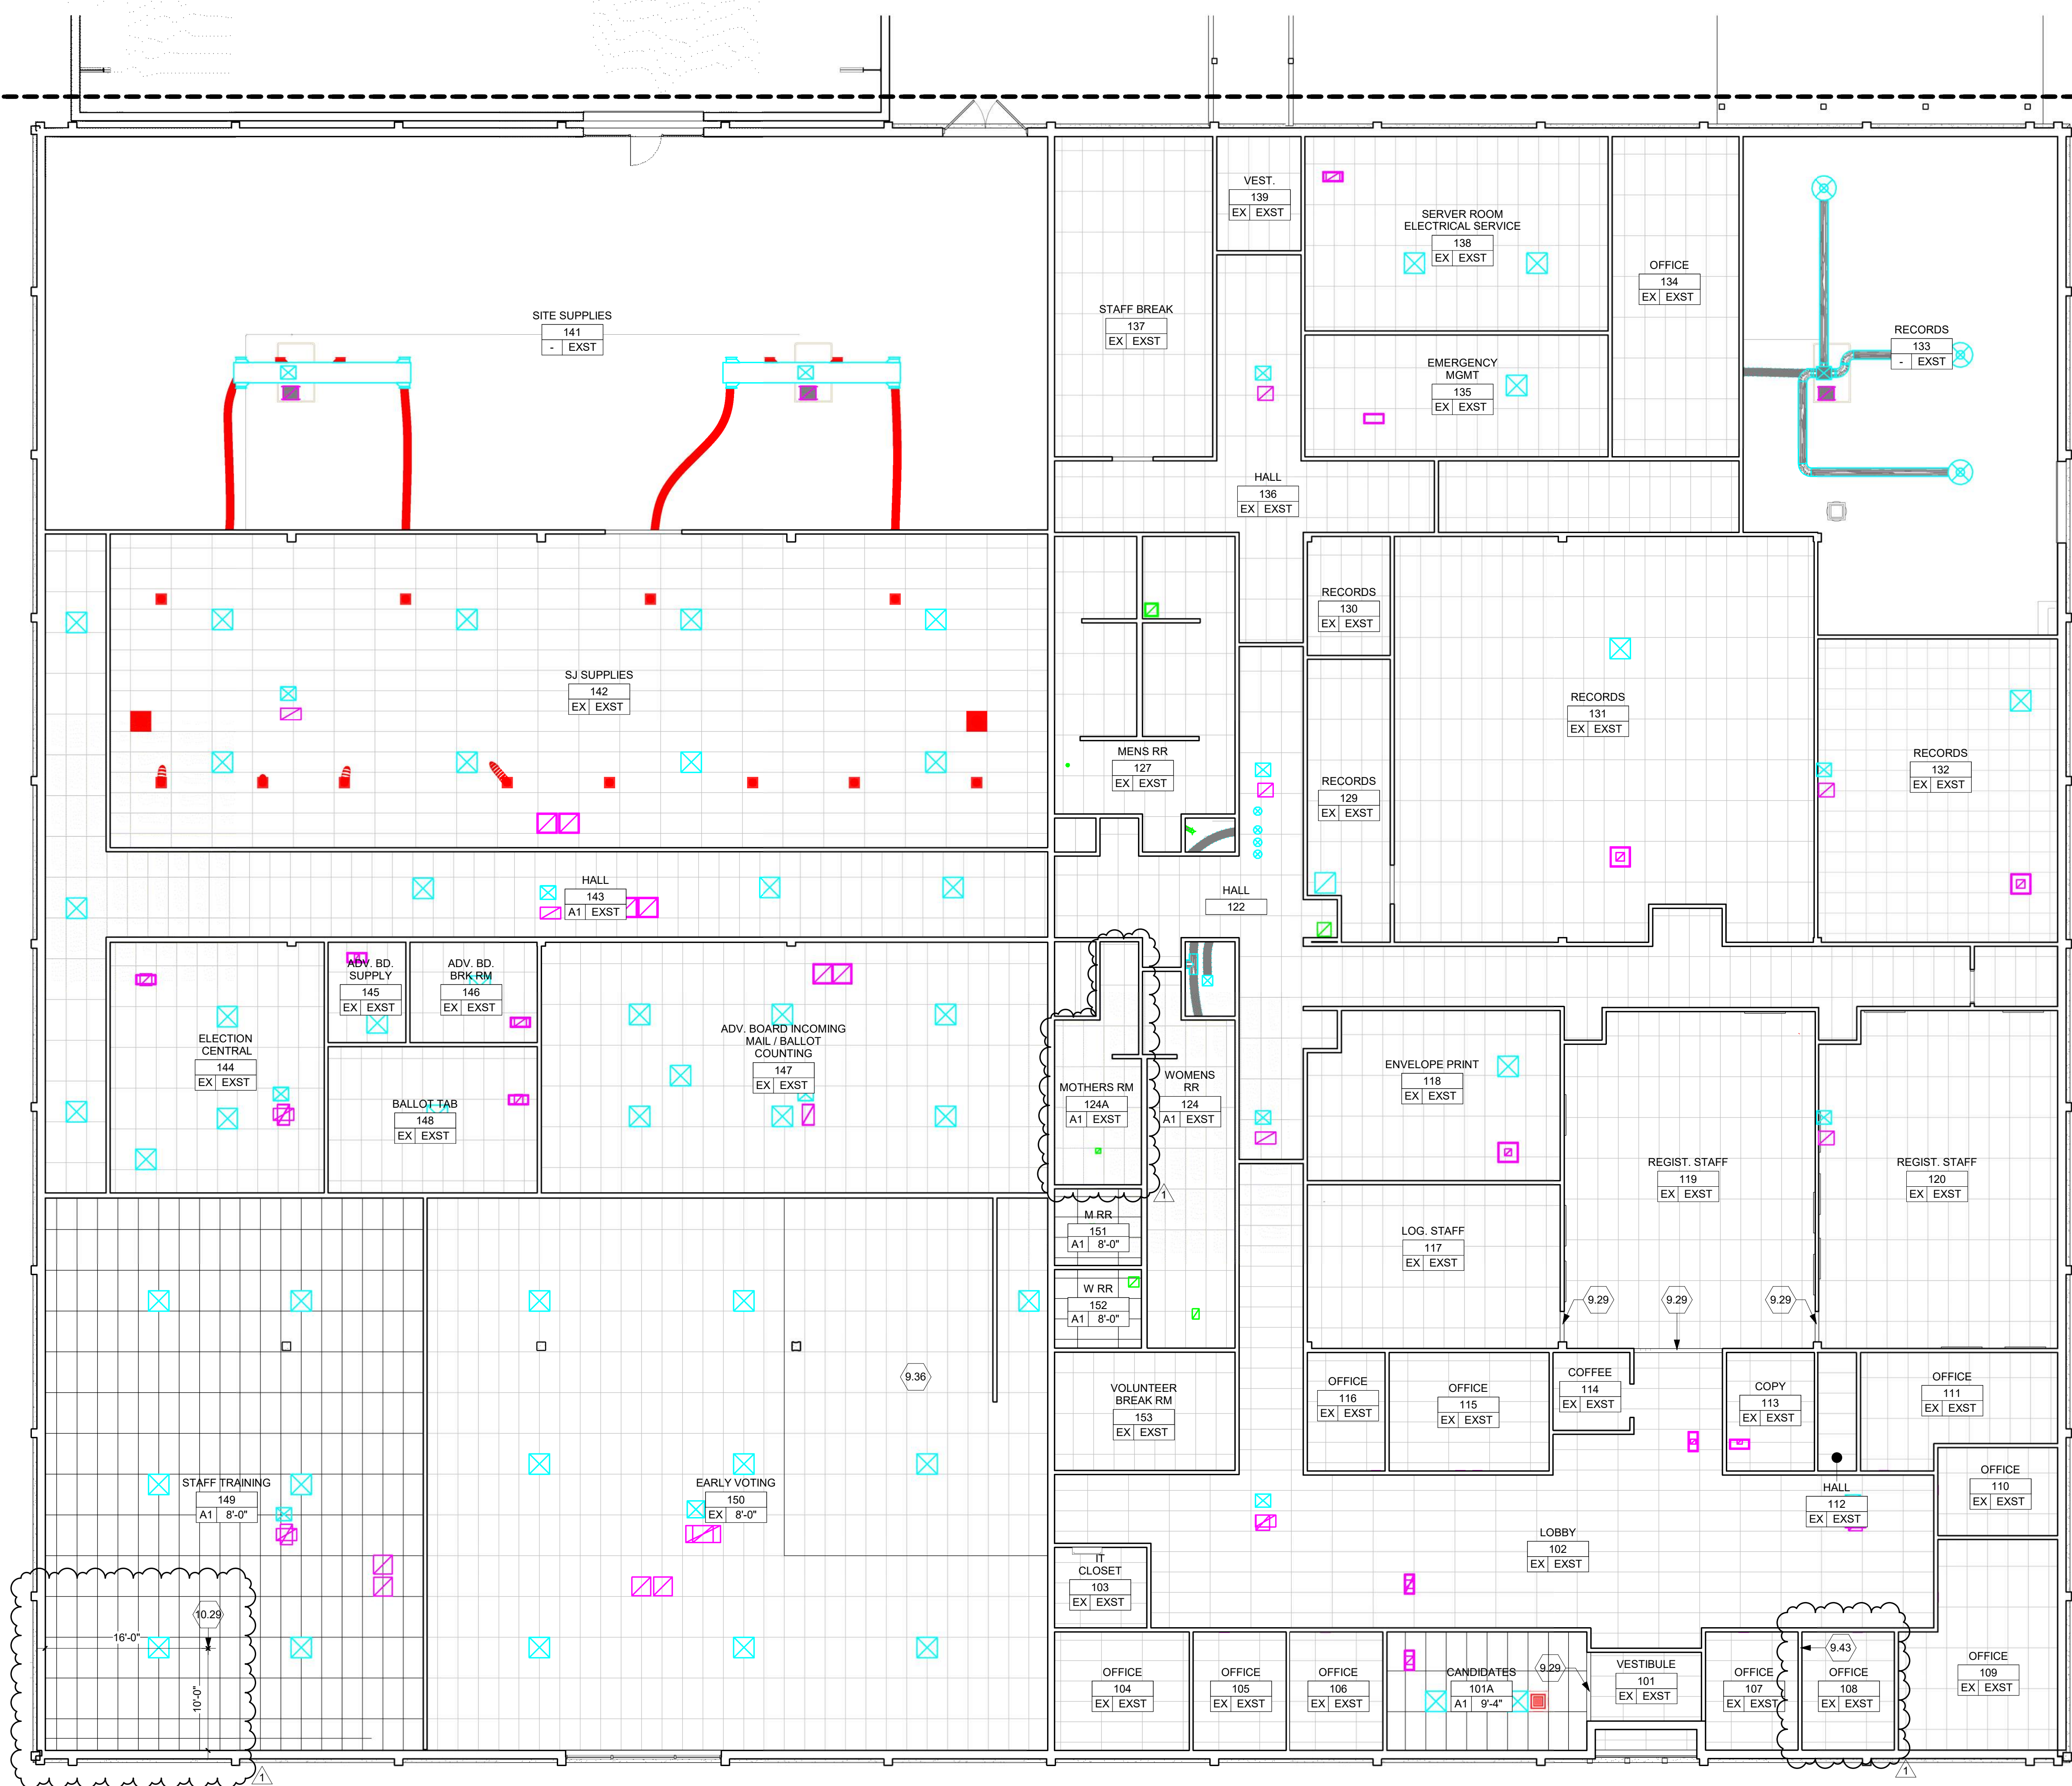 VEST.
139
EX EXST
SERVER ROOM
ELECTRICAL SERVICE
138
EX EXST
OFFICE
134
EX EXST
SITE SUPPLIES
141
- EXST
STAFF BREAK
137
EX EXST
RECORDS
133
- EXST
EMERGENCY
MGMT
135
EX EXST
HALL
136
EX EXST
RECORDS
130
EX EXST
SJ SUPPLIES
142
EX EXST
RECORDS
131
EX EXST
MENS RR
127
EX EXST
RECORDS
129
EX EXST
RECORDS
132
EX EXST
HALL
143
A1 EXST
HALL
122
ADV. BD.
SUPPLY
145
EX EXST
ADV. BD.
BRK RM
146
EX EXST
ELECTION
CENTRAL
144
EX EXST
ADV. BOARD INCOMING
MAIL / BALLOT
COUNTING
147
EX EXST
BALLOT TAB
148
EX EXST
MOTHERS RM
124A
A1 EXST
WOMENS
RR
124
A1 EXST
ENVELOPE PRINT
118
EX EXST
REGIST. STAFF
119
EX EXST
REGIST. STAFF
120
EX EXST
1
M RR
151
A1 8'-0"
LOG. STAFF
117
EX EXST
W RR
152
A1 8'-0"
9.29
9.29
9.29
9.36
VOLUNTEER
BREAK RM
153
EX EXST
OFFICE
116
EX EXST
OFFICE
115
EX EXST
COFFEE
114
EX EXST
COPY
113
EX EXST
OFFICE
111
EX EXST
STAFF TRAINING
149
A1 8'-0"
EARLY VOTING
150
EX 8'-0"
OFFICE
110
EX EXST
HALL
112
EX EXST
LOBBY
102
EX EXST
IT
CLOSET
103
EX EXST
10.29
16'-0"
10'-0"
9.43
OFFICE
104
EX EXST
OFFICE
105
EX EXST
OFFICE
106
EX EXST
CANDIDATES
101A
A1 9'-4"
9.29
VESTIBULE
101
EX EXST
OFFICE
107
EX EXST
OFFICE
108
EX EXST
OFFICE
109
EX EXST
1
1